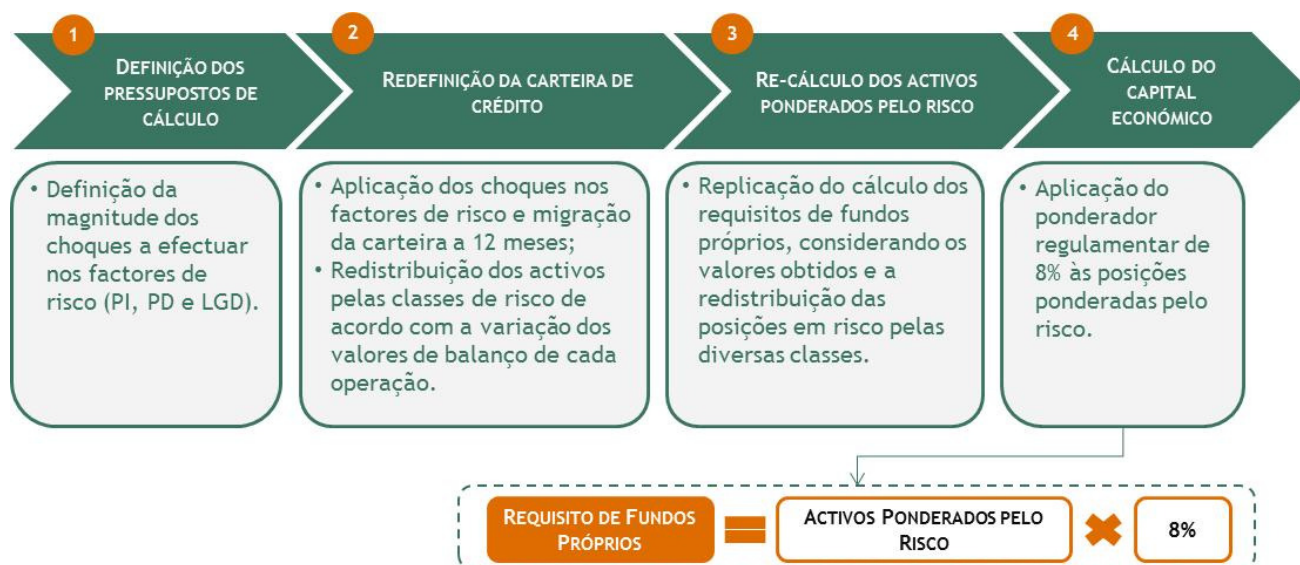 1
DEFINIÇÃO DOS
PRESSUPOSTOS DE
CÁLCULO
2
REDEFINIÇÃO DA CARTEIRA DE
CRÉDITO
3
RE-CÁLCULO DOS ACTIVOS
PONDERADOS PELO RISCO
4
CÁLCULO DO
CAPITAL
ECONÓMICO
• Definição da
magnitude dos
choques a efectuar
nos factores de
risco (PI, PD e LGD).
• Aplicação dos choques nos
factores de risco e migração
da carteira a 12 meses;
• Redistribuição dos activos
pelas classes de risco de
acordo com a variação dos
valores de balanço de cada
operação.
• Replicação do cálculo dos
requisitos de fundos
próprios, considerando os
valores obtidos e a
redistribuição das
posições em risco pelas
diversas classes.
• Aplicação do
ponderador
regulamentar de
8% às posições
ponderadas pelo
risco.
REQUISITO DE FUNDOS
PRÓPRIOS
=
ACTIVOS PONDERADOS PELO
RISCO
✖
8%